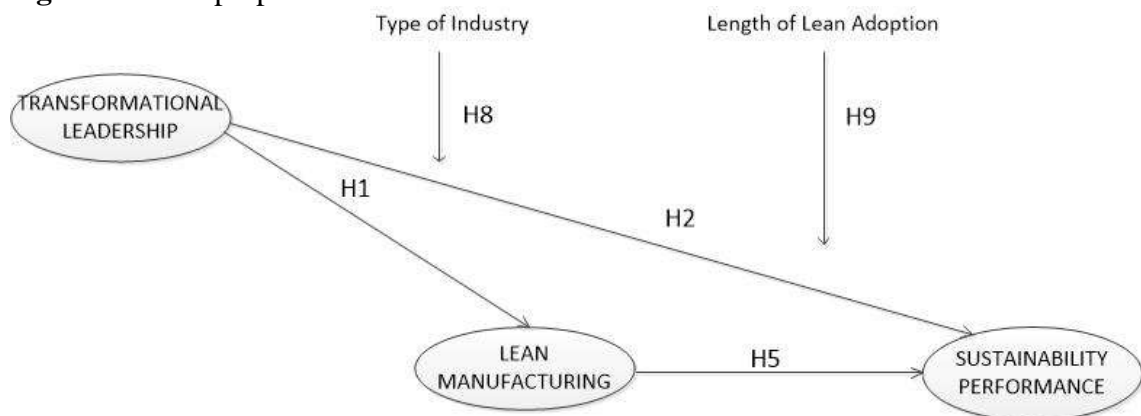 Type of Industry
Length of Lean Adoption
TRANSFORMATIONAL
LEADERSHIP
H8
H9
H1
H2
LEAN
MANUFACTURING
H5
SUSTAINABILITY
PERFORMANCE